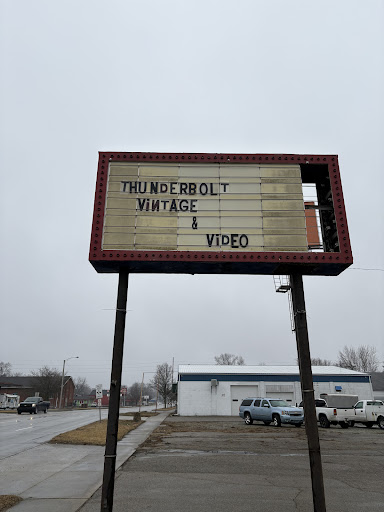 THUNDERBOLT
ViNTAGE
&
ViDEO